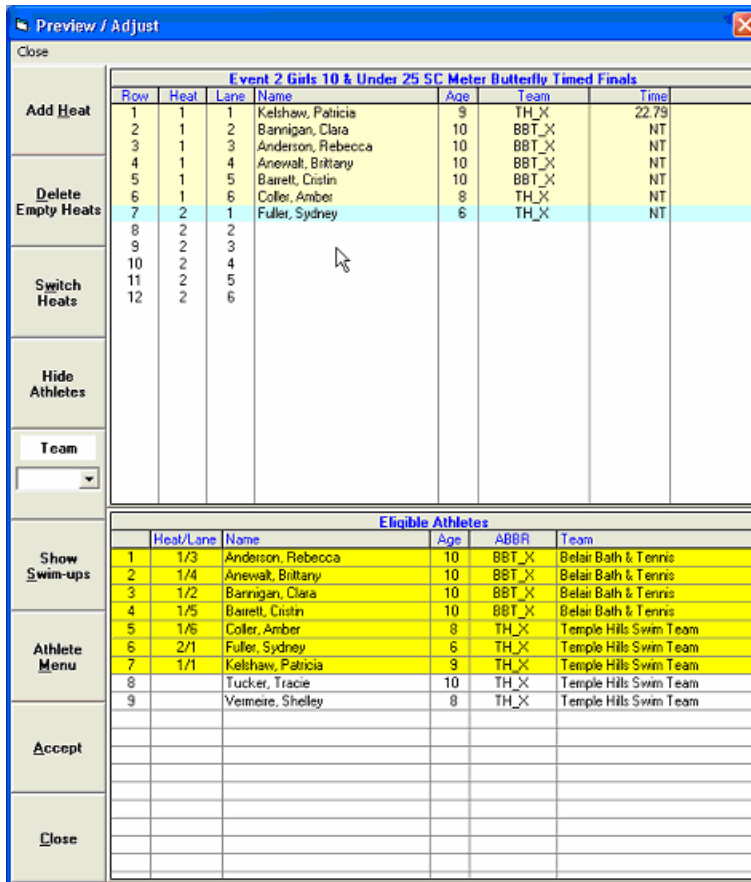 Preview / Adjust
Close
Add Heat
Delete Empty Heats
Switch Heats
Hide Athletes
Team
Show Swim-ups
Athlete Menu
Accept
Close
Event 2 Girls 10 & Under 25 SC Meter Butterfly Timed Finals
Row Heat Lane Name Age Team Time
1 1 1 Kelshaw, Patricia 9 TH_X 22.79
2 1 2 Bannigan, Clara 10 BBT_X NT
3 1 3 Anderson, Rebecca 10 BBT_X NT
4 1 4 Anewalt, Brittany 10 BBT_X NT
5 1 5 Barrett, Cristin 10 BBT_X NT
6 1 6 Coller, Amber 8 TH_X NT
7 2 1 Fuller, Sydney 6 TH_X NT
8 2 2
9 2 3
10 2 4
11 2 5
12 2 6
Eligible Athletes
Heat/Lane Name Age ABBR Team
1 1/3 Anderson, Rebecca 10 BBT_X Belair Bath & Tennis
2 1/4 Anewalt, Brittany 10 BBT_X Belair Bath & Tennis
3 1/2 Bannigan, Clara 10 BBT_X Belair Bath & Tennis
4 1/5 Barrett, Cristin 10 BBT_X Belair Bath & Tennis
5 1/6 Coller, Amber 8 TH_X Temple Hills Swim Team
6 2/1 Fuller, Sydney 6 TH_X Temple Hills Swim Team
7 1/1 Kelshaw, Patricia 9 TH_X Temple Hills Swim Team
8 Tucker, Tracie 10 TH_X Temple Hills Swim Team
9 Vermeire, Shelley 8 TH_X Temple Hills Swim Team